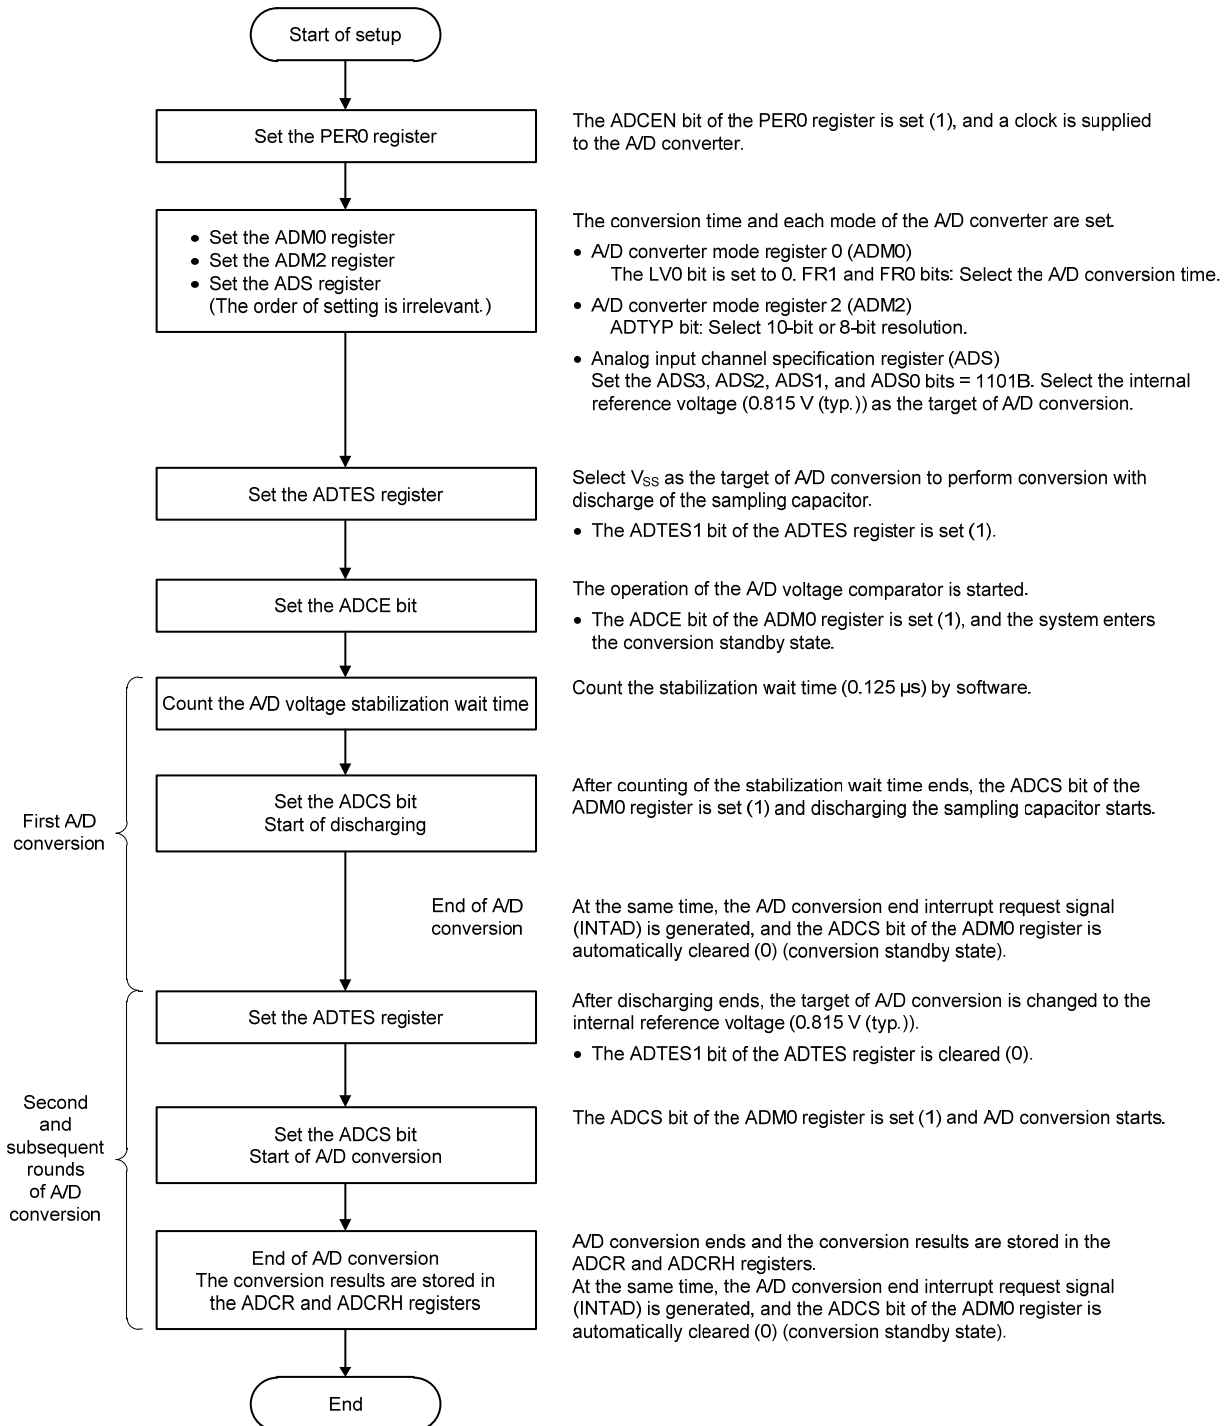 Start of setup
Set the PER0 register
The ADCEN bit of the PER0 register is set (1), and a clock is supplied
to the A/D converter.
• Set the ADM0 register
• Set the ADM2 register
• Set the ADS register
(The order of setting is irrelevant.)
The conversion time and each mode of the A/D converter are set.
• A/D converter mode register 0 (ADM0)
The LV0 bit is set to 0. FR1 and FR0 bits: Select the A/D conversion time.
• A/D converter mode register 2 (ADM2)
ADTYP bit: Select 10-bit or 8-bit resolution.
• Analog input channel specification register (ADS)
Set the ADS3, ADS2, ADS1, and ADS0 bits = 1101B. Select the internal
reference voltage (0.815 V (typ.)) as the target of A/D conversion.
Set the ADTES register
Select VSS as the target of A/D conversion to perform conversion with
discharge of the sampling capacitor.
• The ADTES1 bit of the ADTES register is set (1).
Set the ADCE bit
The operation of the A/D voltage comparator is started.
• The ADCE bit of the ADM0 register is set (1), and the system enters
the conversion standby state.
First A/D
conversion
Count the A/D voltage stabilization wait time
Count the stabilization wait time (0.125 μs) by software.
Set the ADCS bit
Start of discharging
After counting of the stabilization wait time ends, the ADCS bit of the
ADM0 register is set (1) and discharging the sampling capacitor starts.
End of A/D
conversion
At the same time, the A/D conversion end interrupt request signal
(INTAD) is generated, and the ADCS bit of the ADM0 register is
automatically cleared (0) (conversion standby state).
Second
and
subsequent
rounds
of A/D
conversion
Set the ADTES register
After discharging ends, the target of A/D conversion is changed to the
internal reference voltage (0.815 V (typ.)).
• The ADTES1 bit of the ADTES register is cleared (0).
Set the ADCS bit
Start of A/D conversion
The ADCS bit of the ADM0 register is set (1) and A/D conversion starts.
End of A/D conversion
The conversion results are stored in
the ADCR and ADCRH registers
A/D conversion ends and the conversion results are stored in the
ADCR and ADCRH registers.
At the same time, the A/D conversion end interrupt request signal
(INTAD) is generated, and the ADCS bit of the ADM0 register is
automatically cleared (0) (conversion standby state).
End